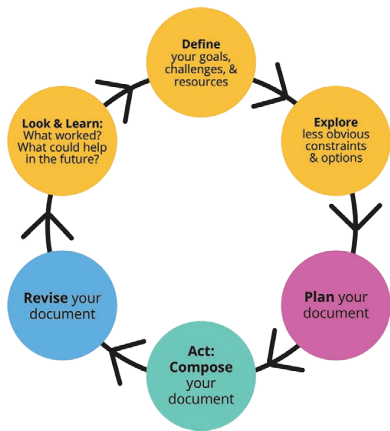 Define
your goals,
challenges, &
resources
Explore
less obvious
constraints
& options
Plan your
document
Act:
Compose
your
document
Revise your
document
Look & Learn:
What worked?
What could help
in the future?